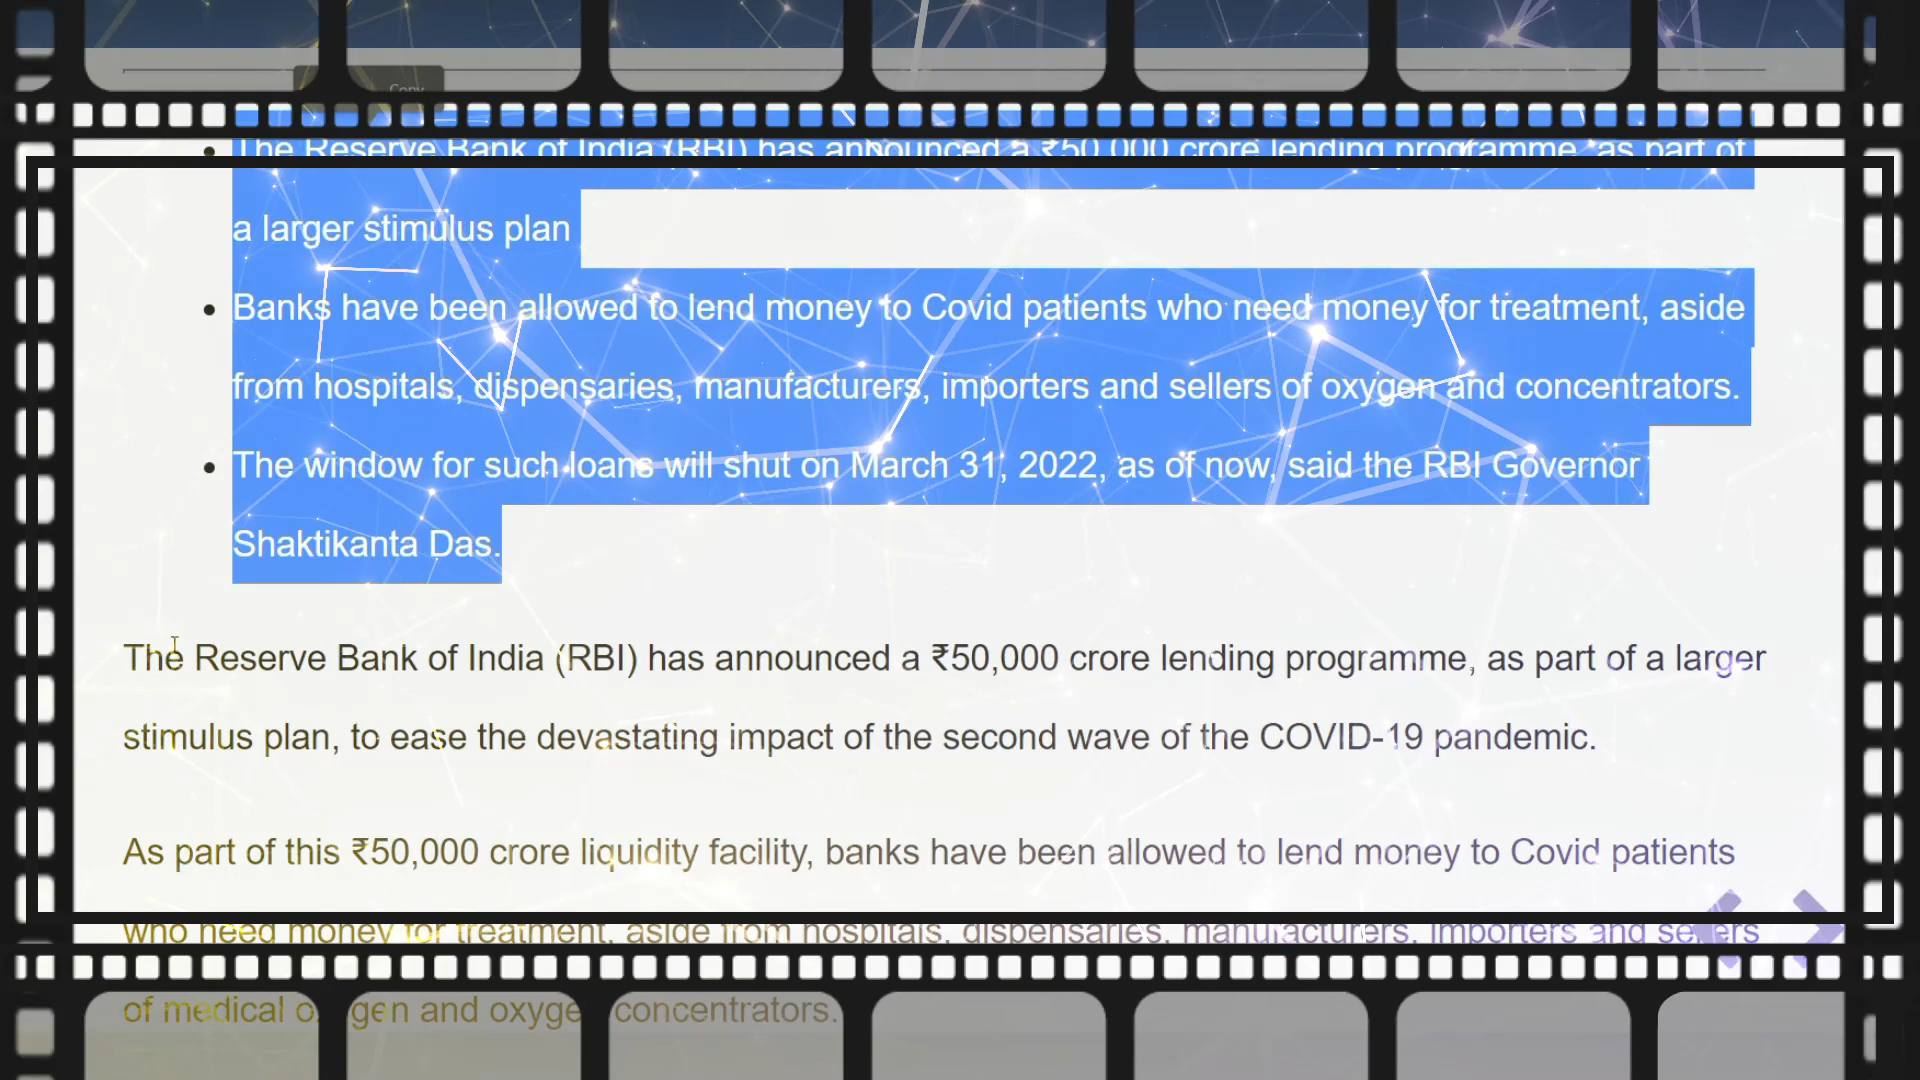 Copy
The Reserve Bank of India (RBI) has announced a ₹50,000 crore lending programme, as part of
a larger stimulus plan
Banks have been allowed to lend money to Covid patients who need money for treatment, aside
from hospitals, dispensaries, manufacturers, importers and sellers of oxygen and concentrators.
The window for such loans will shut on March 31, 2022, as of now, said the RBI Governor
Shaktikanta Das.
The Reserve Bank of India (RBI) has announced a ₹50,000 crore lending programme, as part of a larger
stimulus plan, to ease the devastating impact of the second wave of the COVID-19 pandemic.
As part of this ₹50,000 crore liquidity facility, banks have been allowed to lend money to Covid patients
who need money for treatment, aside from hospitals, dispensaries, manufacturers, importers and sellers
of medical oxygen and oxygen concentrators.